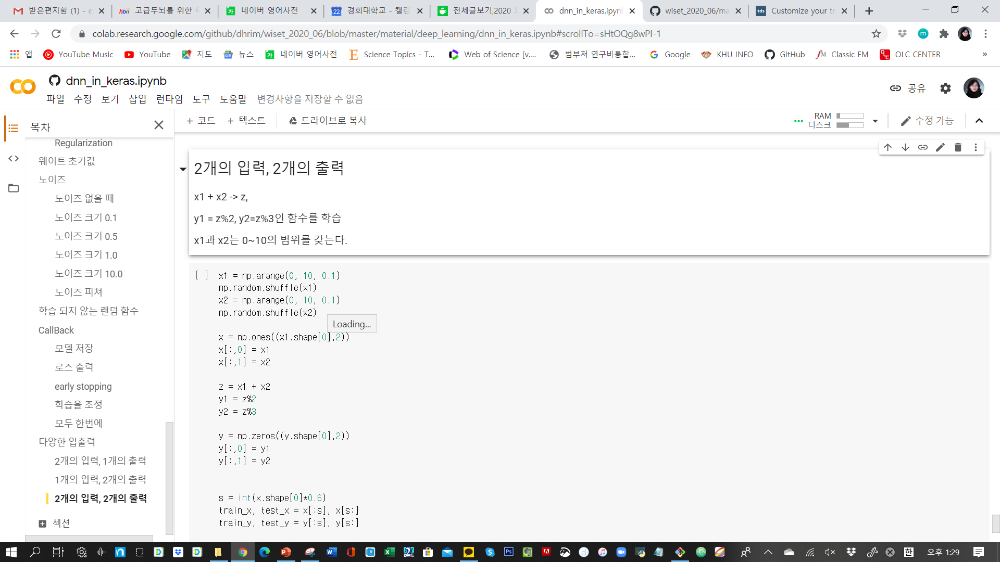 받은편지함 (1) - e
고급두뇌를 위한
네이버 영어사전
경희대학교 - 캘린
전체글보기,2020
dnn_in_keras.ipyn
wiset_2020_06/ma
Customize your tr
colab.research.google.com/github/dhrim/wiset_2020_06/blob/master/material/deep_learning/dnn_in_keras.ipynb#scrollTo=sHtOQg8wPI-1
앱 YouTube Music YouTube 지도 뉴스 네이버 영어사전 Science Topics - T... Web of Science [v.... 범부처 연구비통합... Google KHU INFO GitHub Classic FM OLC CENTER »
dnn_in_keras.ipynb
파일 수정 보기 삽입 런타임 도구 도움말 변경사항을 저장할 수 없음
공유
목차
+ 코드 + 텍스트 드라이브로 복사
RAM
디스크
수정 가능
Regularization
웨이트 초기값
노이즈
노이즈 없을 때
노이즈 크기 0.1
노이즈 크기 0.5
노이즈 크기 1.0
노이즈 크기 10.0
노이즈 피쳐
학습 되지 않는 랜덤 함수
CallBack
모델 저장
로스 출력
early stopping
학습율 조정
모두 한번에
다양한 입출력
2개의 입력, 1개의 출력
1개의 입력, 2개의 출력
2개의 입력, 2개의 출력
섹션
2개의 입력, 2개의 출력
x1 + x2 -> z,
y1 = z%2, y2=z%3인 함수를 학습
x1과 x2는 0~10의 범위를 갖는다.
[ ] x1 = np.arange(0, 10, 0.1)
np.random.shuffle(x1)
x2 = np.arange(0, 10, 0.1)
np.random.shuffle(x2)
Loading...
x = np.ones((x1.shape[0],2))
x[:,0] = x1
x[:,1] = x2
z = x1 + x2
y1 = z%2
y2 = z%3
y = np.zeros((y.shape[0],2))
y[:,0] = y1
y[:,1] = y2
s = int(x.shape[0]*0.6)
train_x, test_x = x[:s], x[s:]
train_y, test_y = y[:s], y[s:]
한
오후 1:29